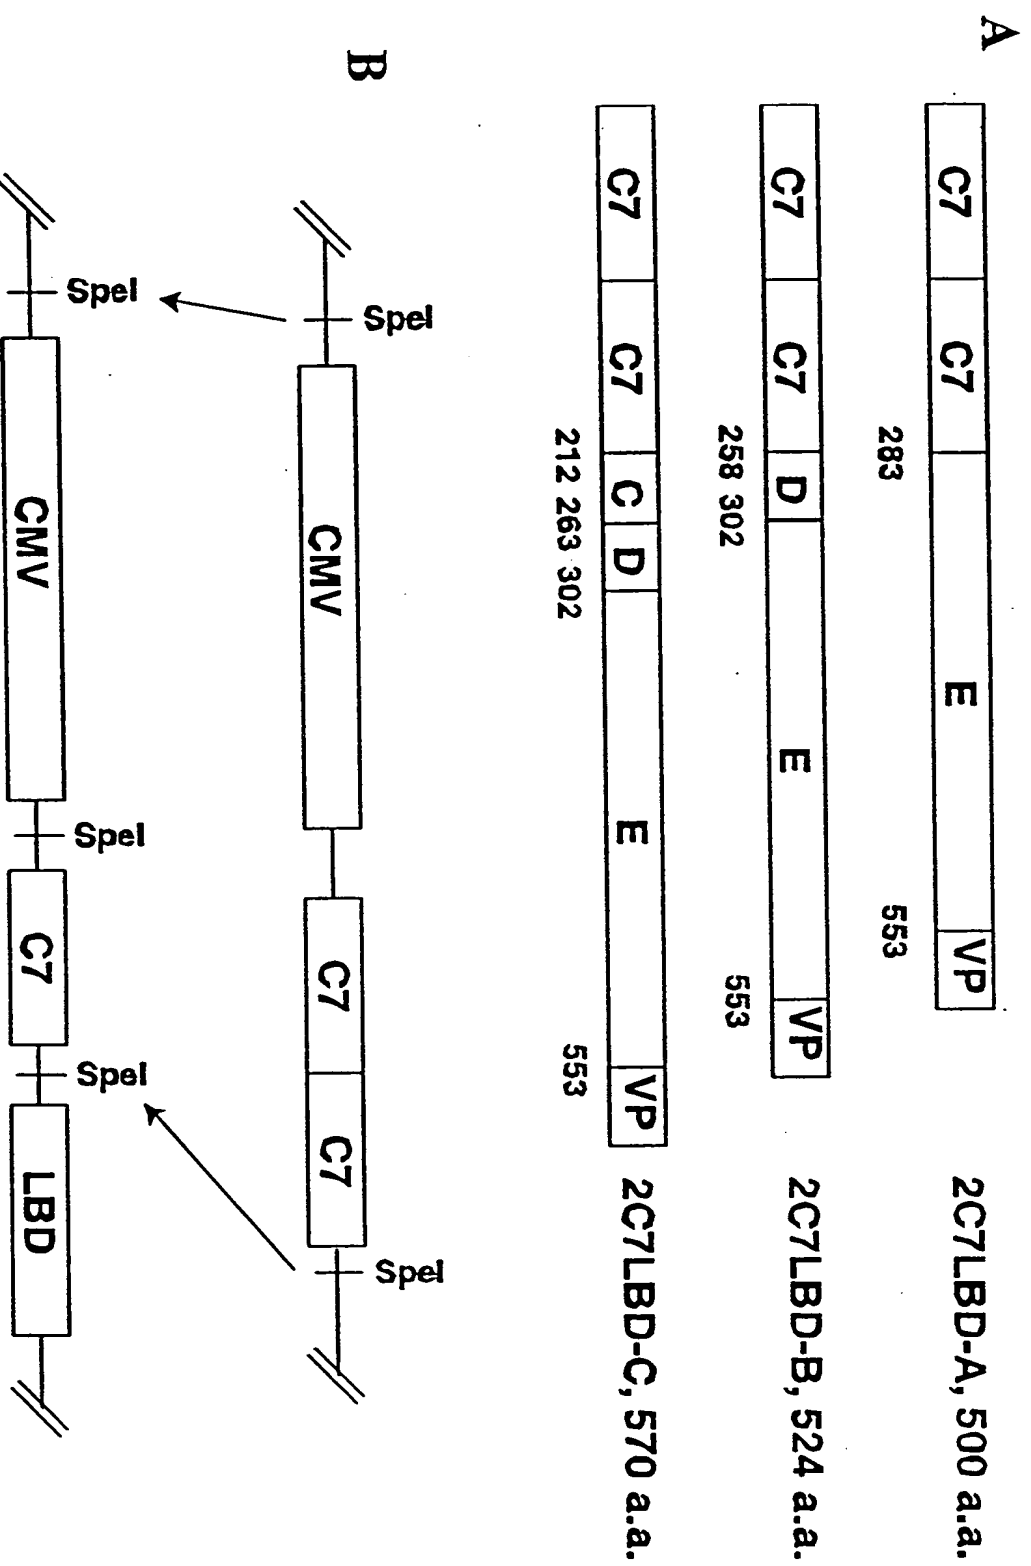 A
C7 C7 E VP 2C7LBD-A, 500 a.a.
283 553
C7 C7 D E VP 2C7LBD-B, 524 a.a.
258 302 553
C7 C7 C D E VP 2C7LBD-C, 570 a.a.
212 263 302 553
B
SpeI SpeI
CMV C7 C7
SpeI SpeI SpeI
CMV C7 LBD